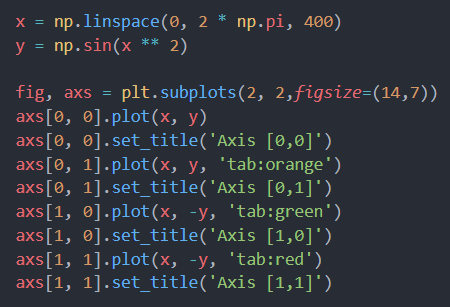 x = np.linspace(0, 2 * np.pi, 400)
y = np.sin(x ** 2)
fig, axs = plt.subplots(2, 2,figsize=(14,7))
axs[0, 0].plot(x, y)
axs[0, 0].set_title('Axis [0,0]')
axs[0, 1].plot(x, y, 'tab:orange')
axs[0, 1].set_title('Axis [0,1]')
axs[1, 0].plot(x, -y, 'tab:green')
axs[1, 0].set_title('Axis [1,0]')
axs[1, 1].plot(x, -y, 'tab:red')
axs[1, 1].set_title('Axis [1,1]')